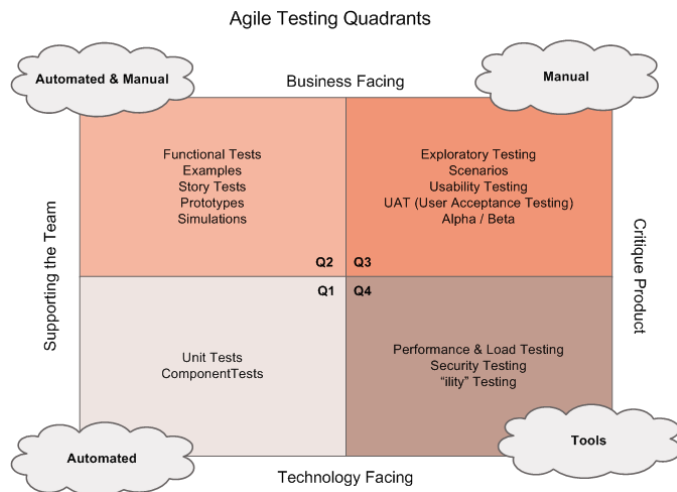 Agile Testing Quadrants
Automated & Manual
Business Facing
Manual
Functional Tests
Examples
Story Tests
Prototypes
Simulations
Exploratory Testing
Scenarios
Usability Testing
UAT (User Acceptance Testing)
Alpha / Beta
Supporting the Team
Critique Product
Q2
Q3
Q1
Q4
Unit Tests
ComponentTests
Performance & Load Testing
Security Testing
“ility” Testing
Automated
Technology Facing
Tools